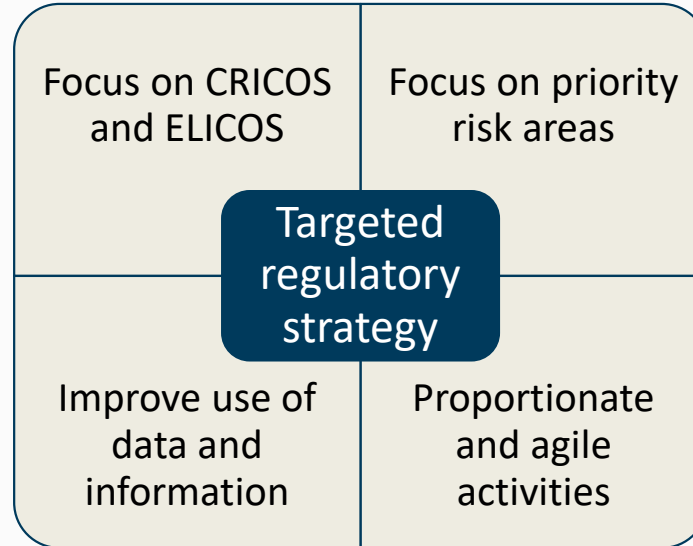 Focus on CRICOS
and ELICOS
Focus on priority
risk areas
Targeted
regulatory
strategy
Improve use of
data and
information
Proportionate
and agile
activities